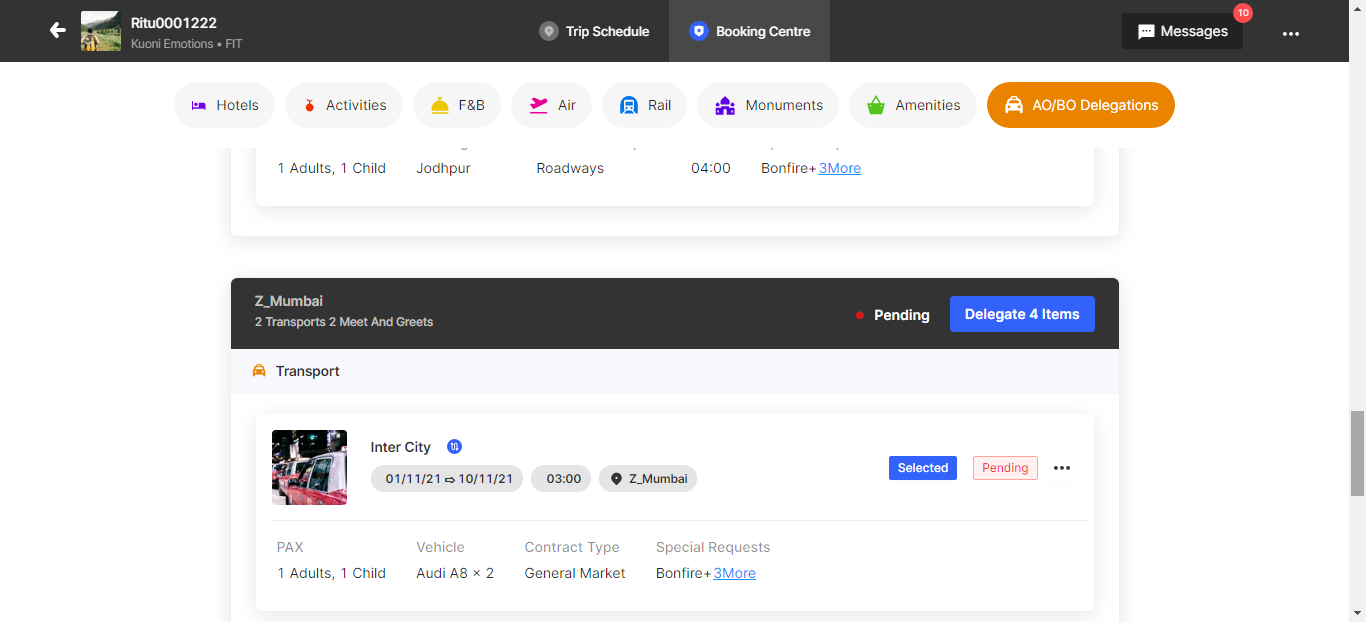 Ritu0001222
Kuoni Emotions • FIT
Trip Schedule
Booking Centre
Messages
10
Hotels
Activities
F&B
Air
Rail
Monuments
Amenities
AO/BO Delegations
1 Adults, 1 Child
Jodhpur
Roadways
04:00
Bonfire+3More
Z_Mumbai
2 Transports 2 Meet And Greets
Pending
Delegate 4 Items
Transport
Inter City
01/11/21 ⇨ 10/11/21
03:00
Z_Mumbai
Selected
Pending
PAX
Vehicle
Contract Type
Special Requests
1 Adults, 1 Child
Audi A8 × 2
General Market
Bonfire+3More